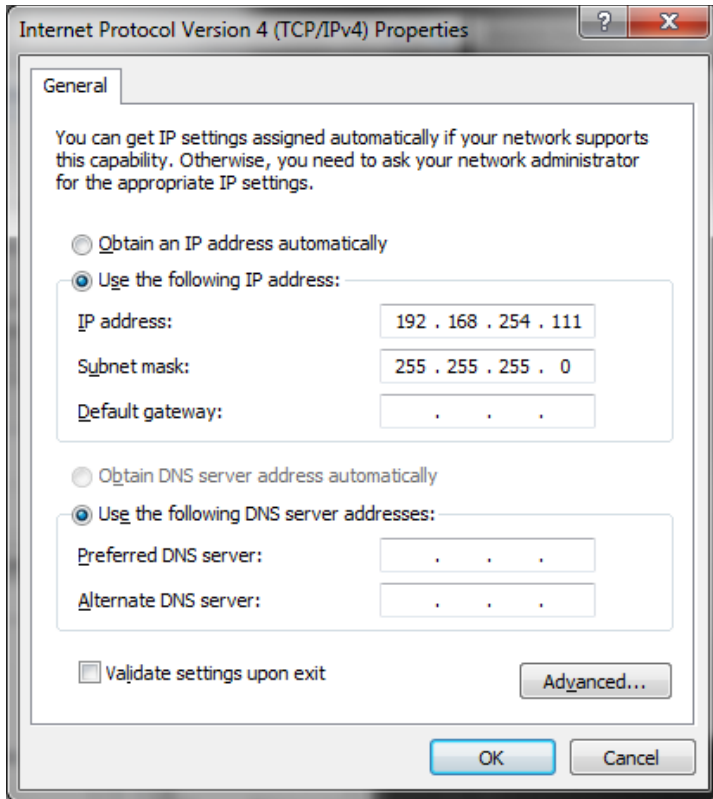 Internet Protocol Version 4 (TCP/IPv4) Properties
?
General
You can get IP settings assigned automatically if your network supports
this capability. Otherwise, you need to ask your network administrator
for the appropriate IP settings.
Obtain an IP address automatically
Use the following IP address:
IP address: 192 . 168 . 254 . 111
Subnet mask: 255 . 255 . 255 . 0
Default gateway: . . .
Obtain DNS server address automatically
Use the following DNS server addresses:
Preferred DNS server: . . .
Alternate DNS server: . . .
Validate settings upon exit
Advanced...
OK Cancel